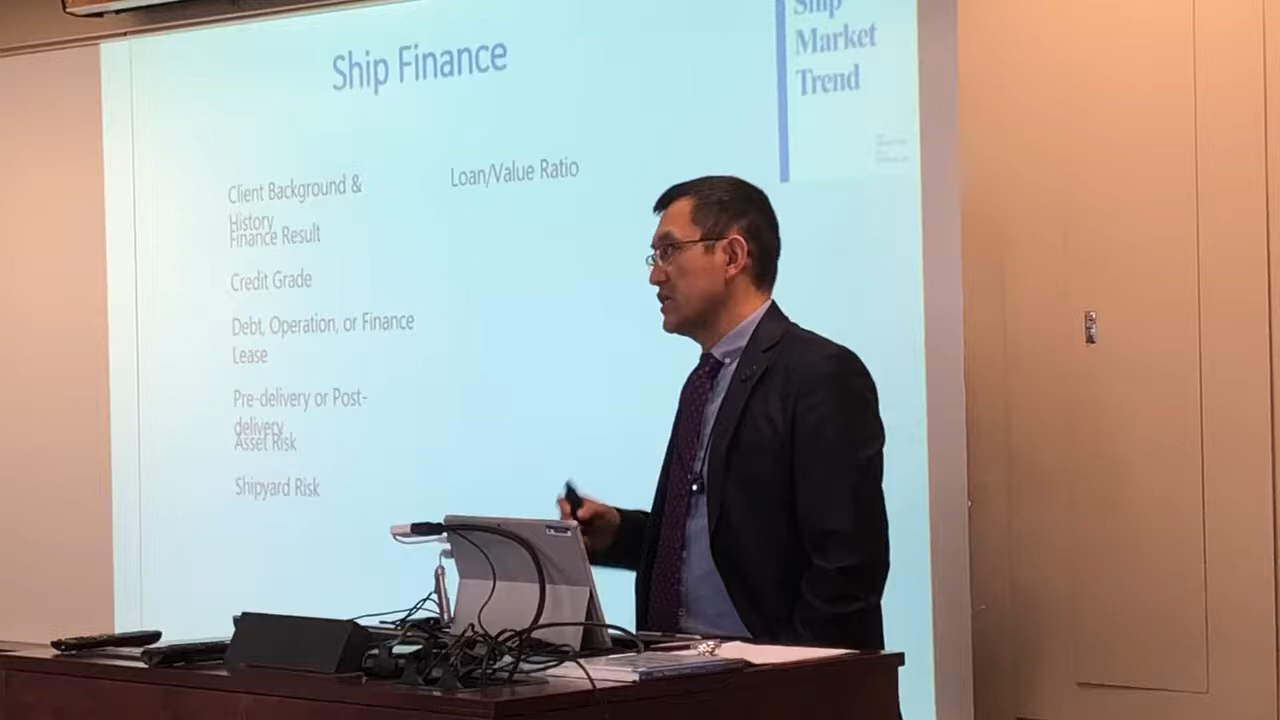 Ship Finance
Ship
Market
Trend
Client Background &
History
Finance Result
Credit Grade
Debt, Operation, or Finance
Lease
Pre-delivery or Post-
delivery
Asset Risk
Shipyard Risk
Loan/Value Ratio